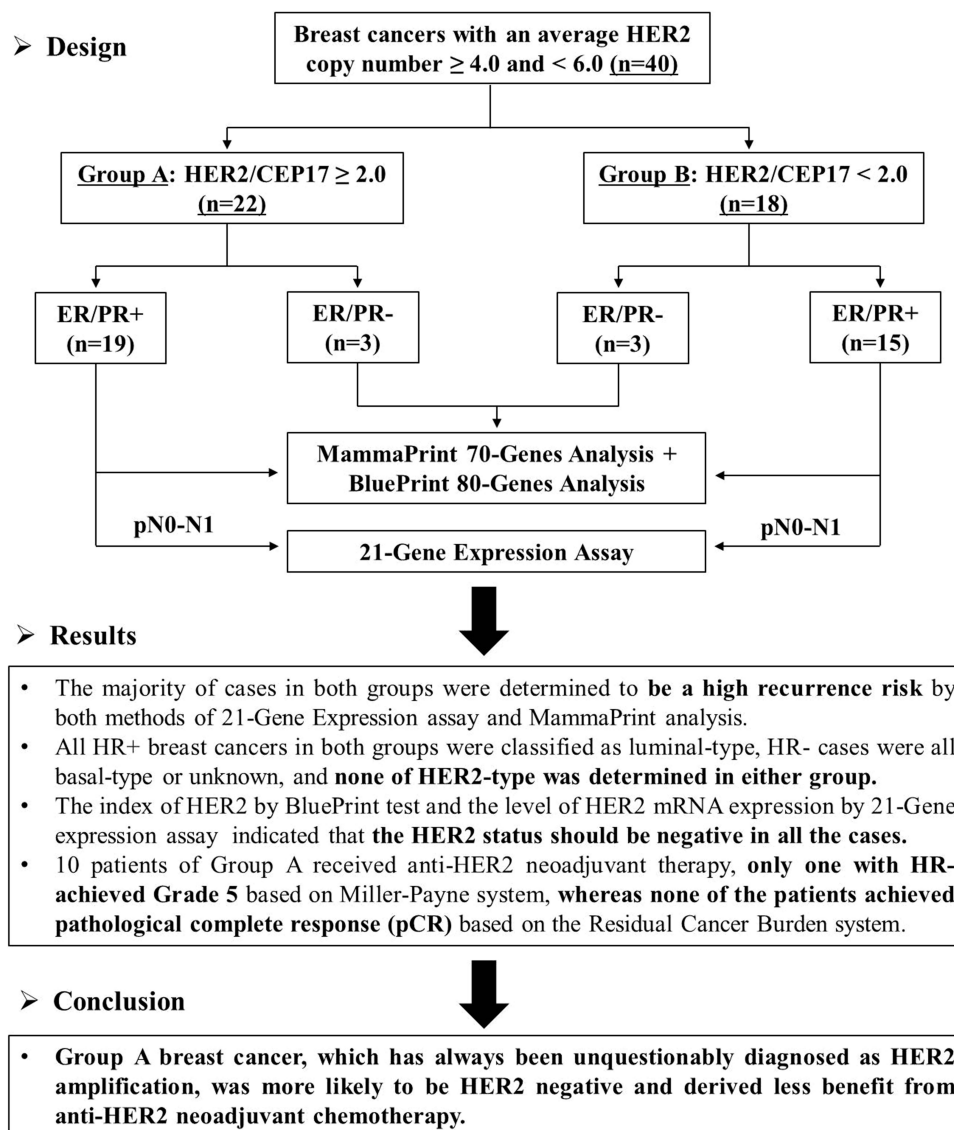 ➢ Design
Breast cancers with an average HER2
copy number ≥ 4.0 and < 6.0 (n=40)
Group A: HER2/CEP17 ≥ 2.0
(n=22)
Group B: HER2/CEP17 < 2.0
(n=18)
ER/PR+
(n=19)
ER/PR-
(n=3)
ER/PR-
(n=3)
ER/PR+
(n=15)
MammaPrint 70-Genes Analysis +
BluePrint 80-Genes Analysis
pN0-N1
pN0-N1
21-Gene Expression Assay
➢ Results
• The majority of cases in both groups were determined to be a high recurrence risk by
both methods of 21-Gene Expression assay and MammaPrint analysis.
• All HR+ breast cancers in both groups were classified as luminal-type, HR- cases were all
basal-type or unknown, and none of HER2-type was determined in either group.
• The index of HER2 by BluePrint test and the level of HER2 mRNA expression by 21-Gene
expression assay indicated that the HER2 status should be negative in all the cases.
• 10 patients of Group A received anti-HER2 neoadjuvant therapy, only one with HR-
achieved Grade 5 based on Miller-Payne system, whereas none of the patients achieved
pathological complete response (pCR) based on the Residual Cancer Burden system.
➢ Conclusion
• Group A breast cancer, which has always been unquestionably diagnosed as HER2
amplification, was more likely to be HER2 negative and derived less benefit from
anti-HER2 neoadjuvant chemotherapy.